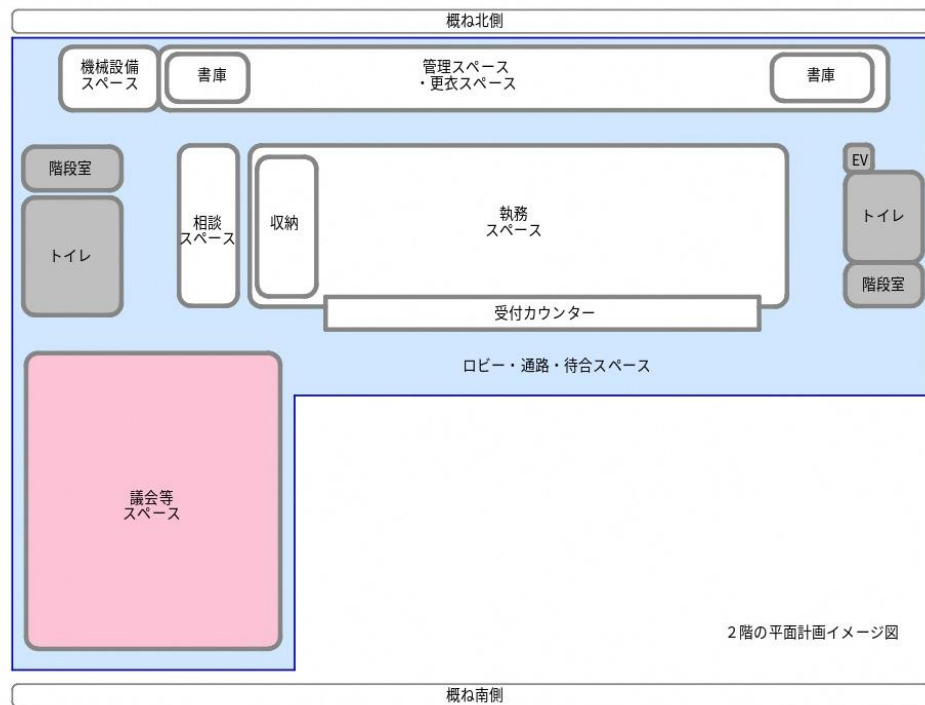 概ね北側
機械設備
スペース
書庫
管理スペース
・更衣スペース
書庫
階段室
トイレ
相談
スペース
収納
執務
スペース
EV
トイレ
階段室
受付カウンター
ロビー・通路・待合スペース
議会等
スペース
２階の平面計画イメージ図
概ね南側